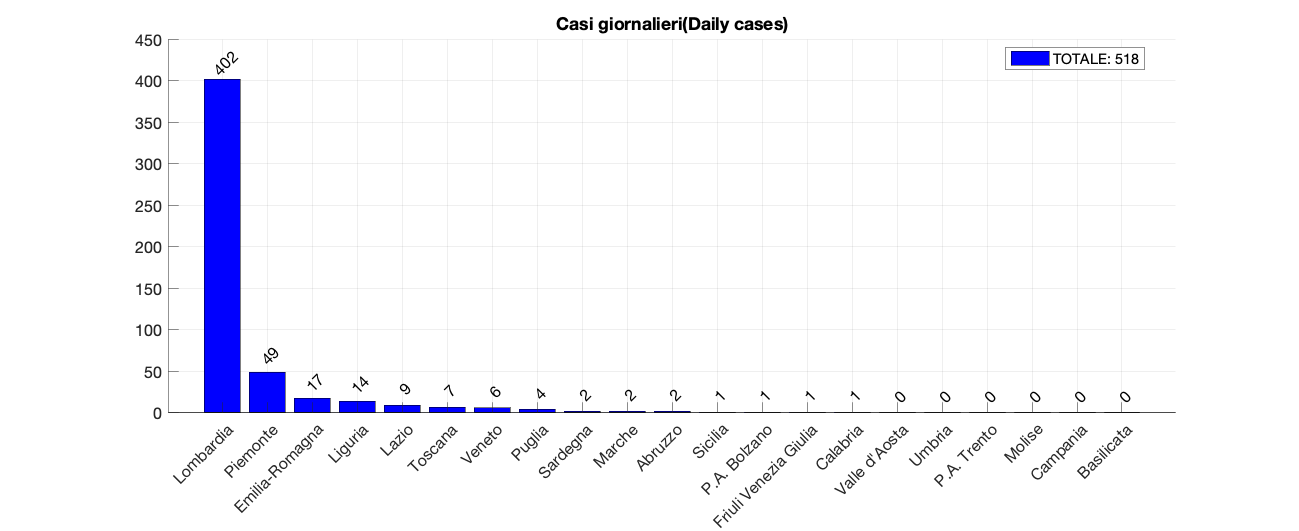 Casi giornalieri(Daily cases)
TOTALE: 518
450
400
350
300
250
200
150
100
50
0
402
49
17
14
9
7
6
4
2
2
2
1
1
1
1
0
0
0
0
0
0
Lombardia
Piemonte
Emilia-Romagna
Liguria
Lazio
Toscana
Veneto
Puglia
Sardegna
Marche
Abruzzo
Sicilia
P.A. Bolzano
Friuli Venezia Giulia
Calabria
Valle d'Aosta
Umbria
P.A. Trento
Molise
Campania
Basilicata